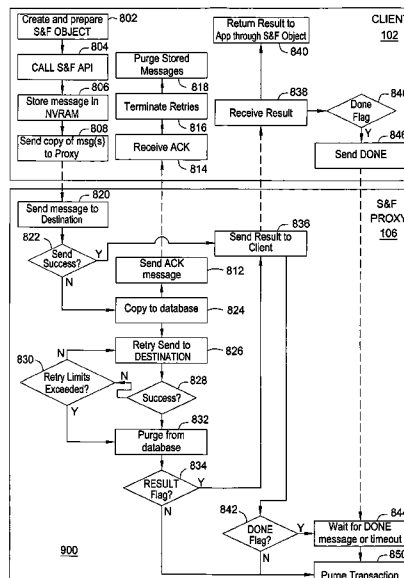 Create and prepare
S&F OBJECT
802
804
CALL S&F API
806
Store message in
NVRAM
808
Send copy of msg(s)
to Proxy
Purge Stored
Messages
818
Terminate Retries
816
Receive ACK
814
Return Result to
App through S&F Object
840
838
Receive Result
CLIENT
102
Done
Flag
Y
Send DONE
820
Send message to
Destination
822
Send
Success?
Y
N
Send ACK
message
812
836
Send Result to
Client
S&F
PROXY
106
Copy to database
824
Retry Send to
DESTINATION
826
830
N
Retry Limits
Exceeded?
Y
N
828
Success?
832
Purge from
database
834
RESULT
Flag?
Y
N
842
DONE
Flag?
Y
N
844
Wait for DONE
message or timeout
850
Purge Transaction
900